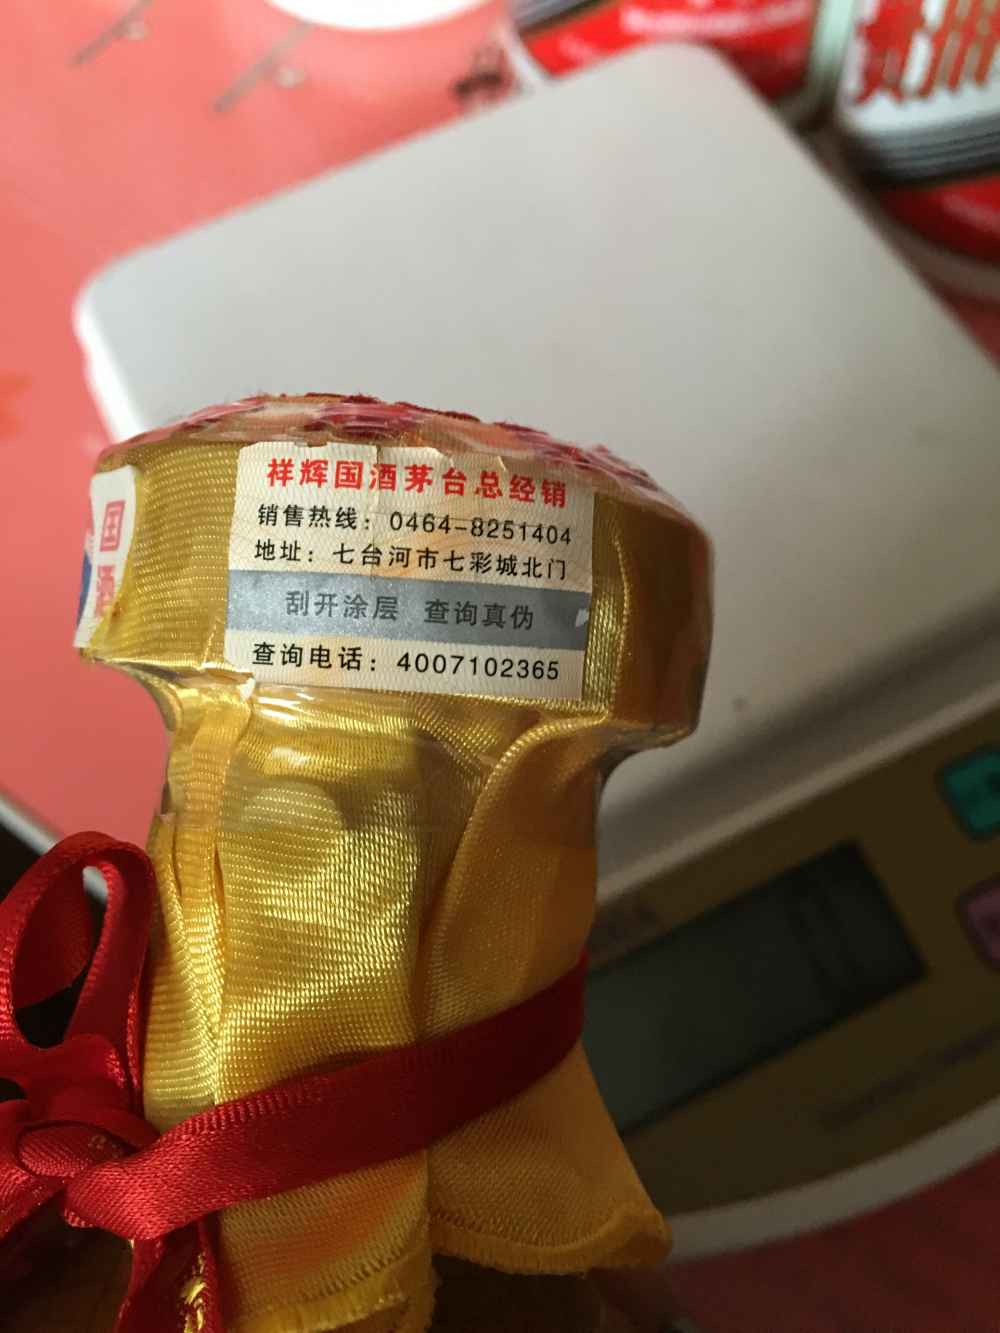 祥辉国酒茅台总经销
销售热线：0464-8251404
地址：七台河市七彩城北门
刮开涂层 查询真伪
查询电话：4007102365
国酒